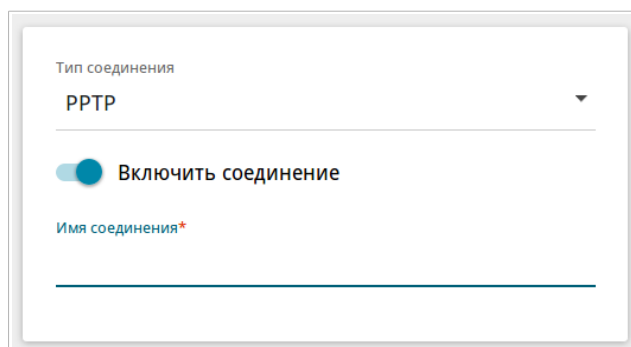 Тип соединения
PPTP
Включить соединение
Имя соединения*